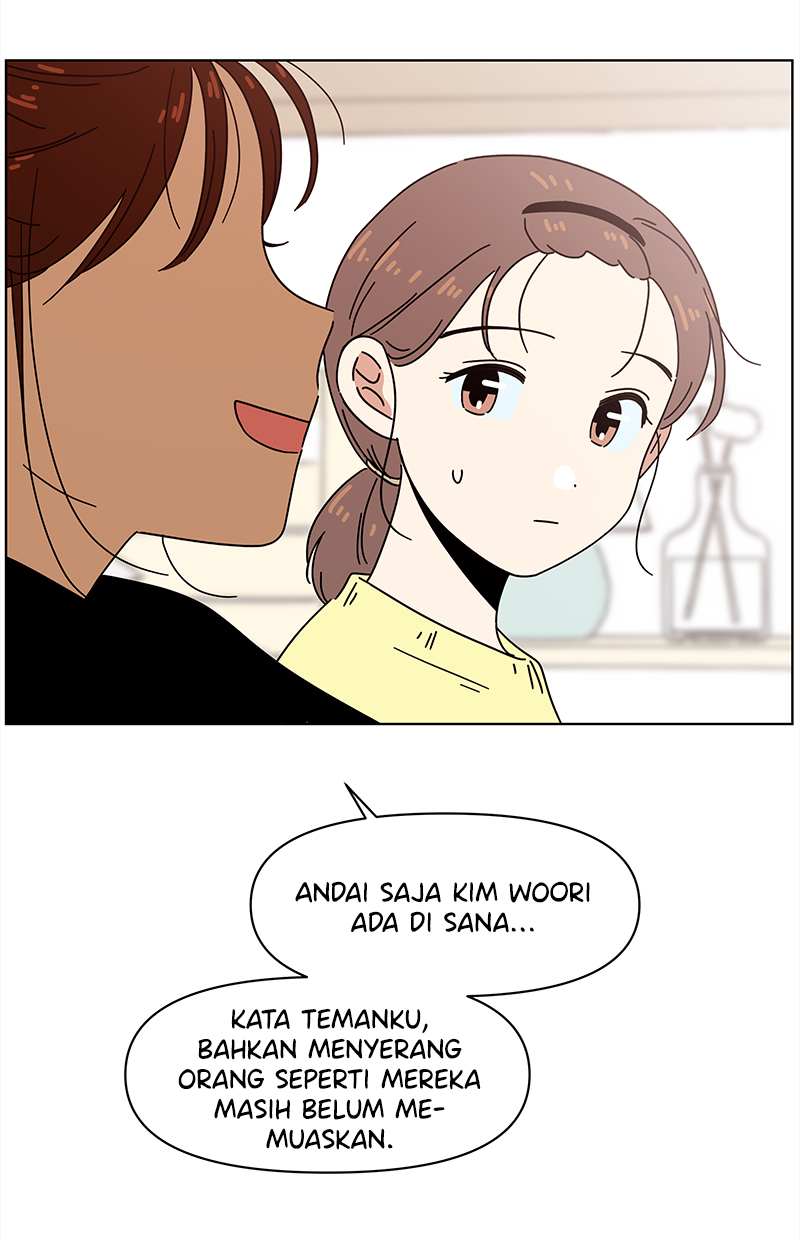 ANDAI SAJA KIM WOORI
ADA DI SANA...
KATA TEMANKU,
BAHKAN MENYERANG
ORANG SEPERTI MEREKA
MASIH BELUM ME-
MUASKAN.